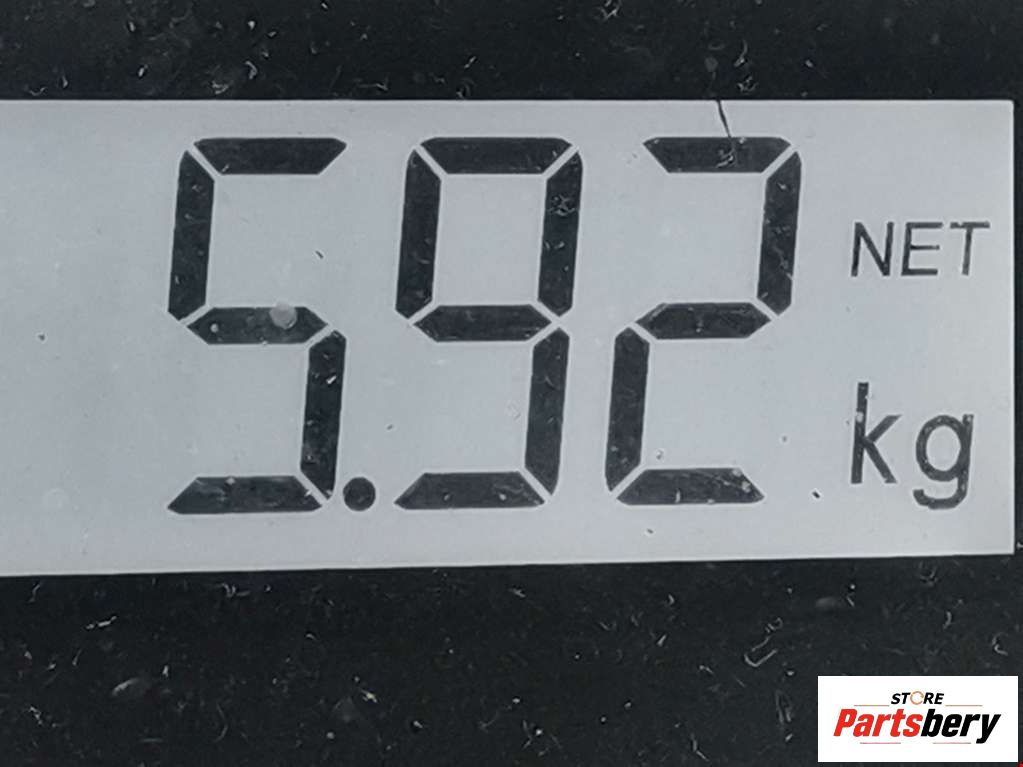 5.92
NET
kg
STORE
Partsbery